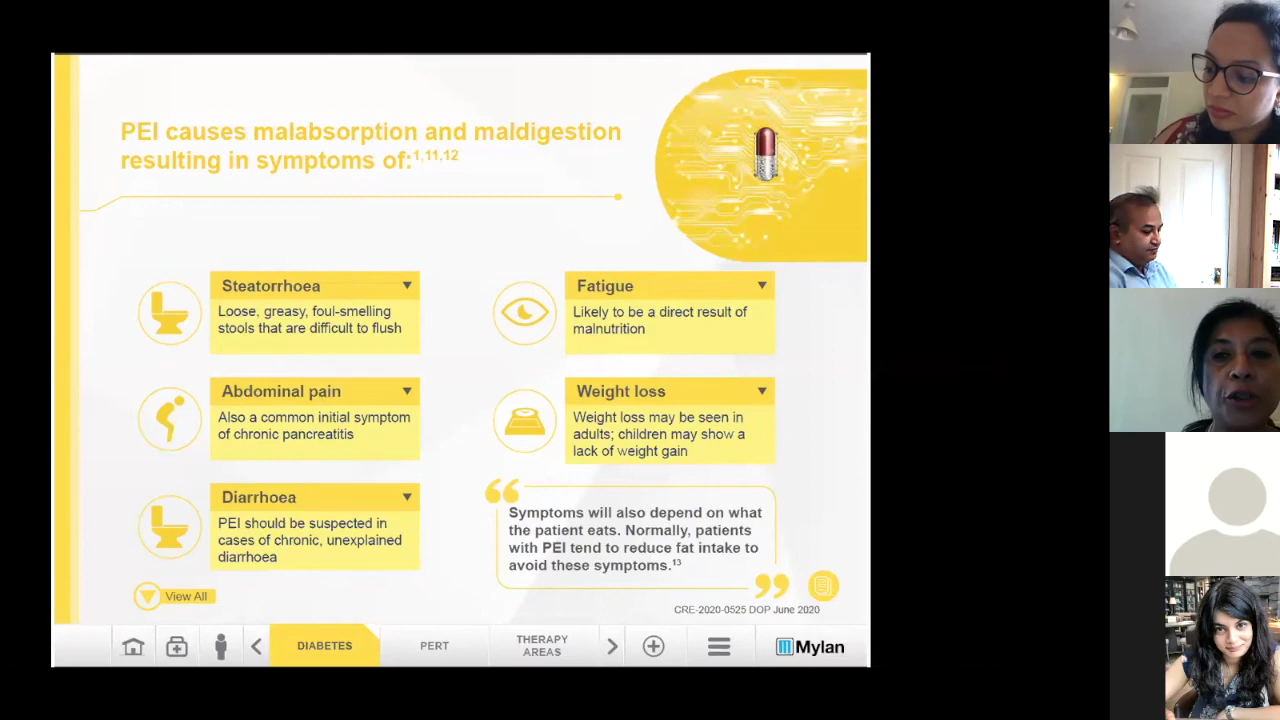 PEI causes malabsorption and maldigestion
resulting in symptoms of:1,11,12
Steatorrhoea
Loose, greasy, foul-smelling
stools that are difficult to flush
Abdominal pain
Also a common initial symptom
of chronic pancreatitis
Diarrhoea
PEI should be suspected in
cases of chronic, unexplained
diarrhoea
View All
Fatigue
Likely to be a direct result of
malnutrition
Weight loss
Weight loss may be seen in
adults; children may show a
lack of weight gain
“Symptoms will also depend on what
the patient eats. Normally, patients
with PEI tend to reduce fat intake to
avoid these symptoms.13”
CRE-2020-0525 DOP June 2020
DIABETES
PERT
THERAPY
AREAS
Mylan